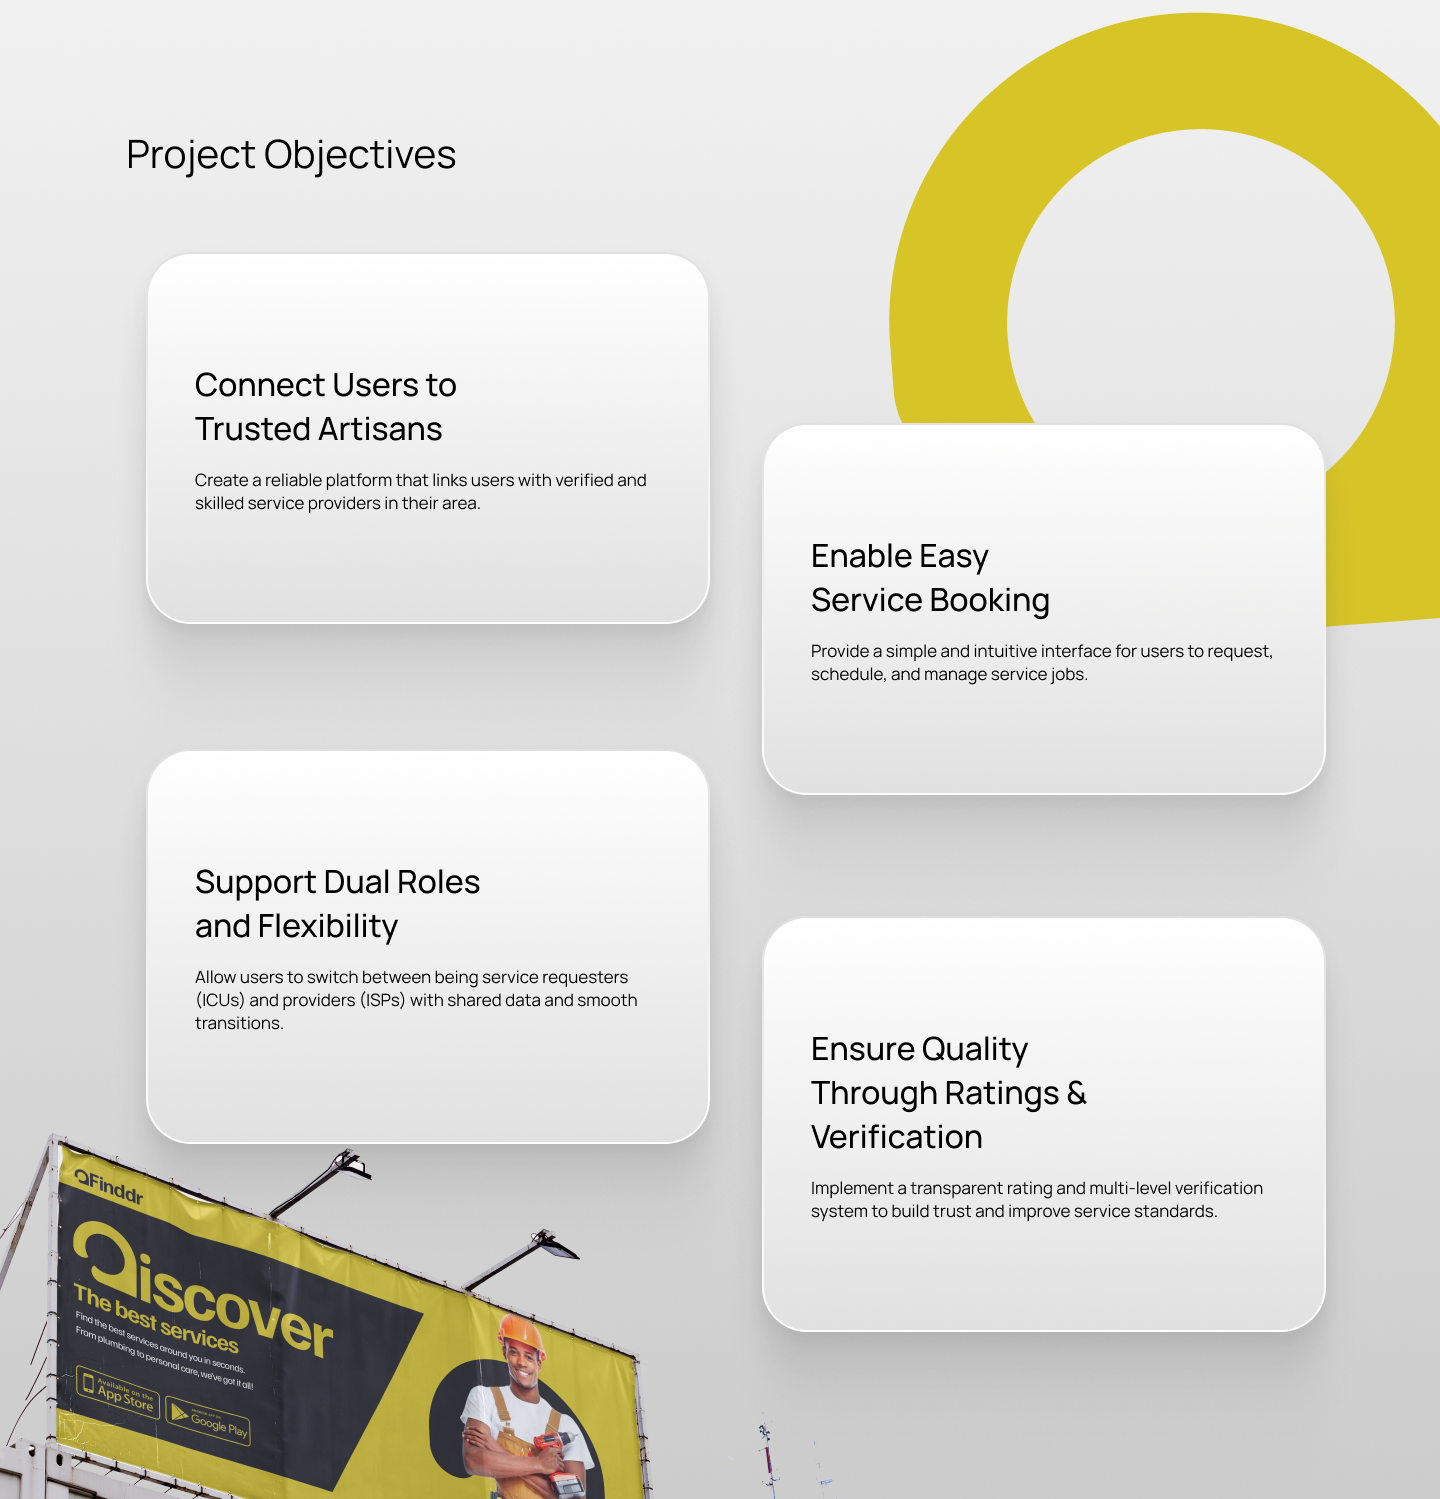 Project Objectives
Connect Users to
Trusted Artisans
Create a reliable platform that links users with verified and
skilled service providers in their area.
Enable Easy
Service Booking
Provide a simple and intuitive interface for users to request,
schedule, and manage service jobs.
Support Dual Roles
and Flexibility
Allow users to switch between being service requesters
(ICUs) and providers (ISPs) with shared data and smooth
transitions.
Ensure Quality
Through Ratings &
Verification
Implement a transparent rating and multi-level verification
system to build trust and improve service standards.
Finddr
iscover
The best services
Find the best services around you in seconds.
From plumbing to personal care, we've got it all!
Available on the
App Store
Google Play